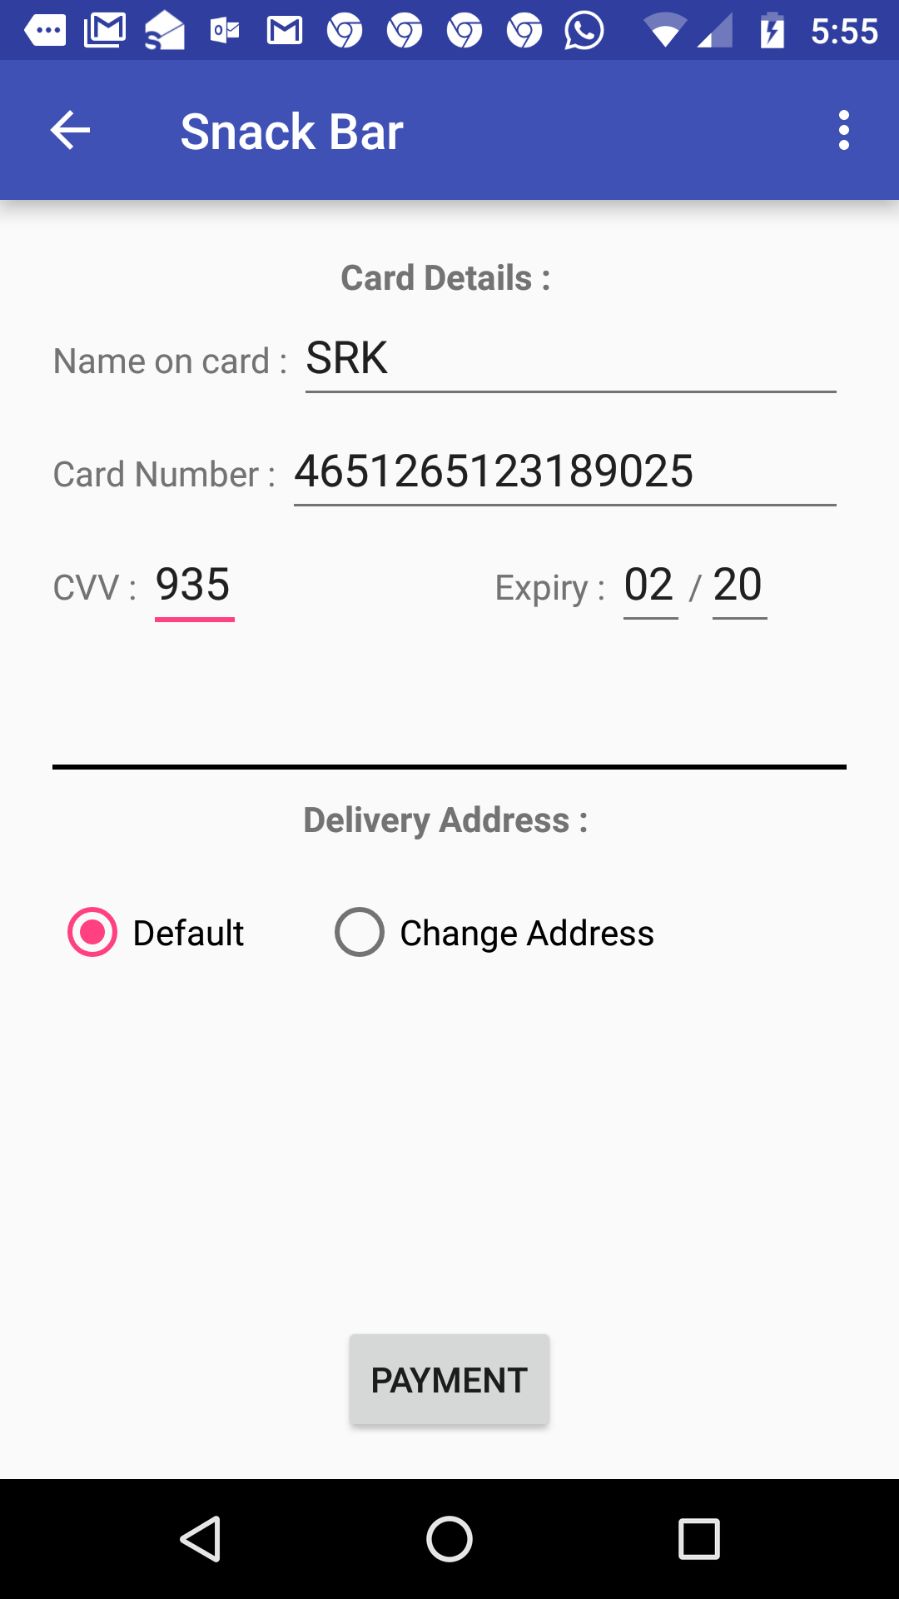 5:55
Snack Bar
Card Details :
Name on card : SRK
Card Number : 4651265123189025
CVV : 935 Expiry : 02 / 20
Delivery Address :
Default Change Address
PAYMENT